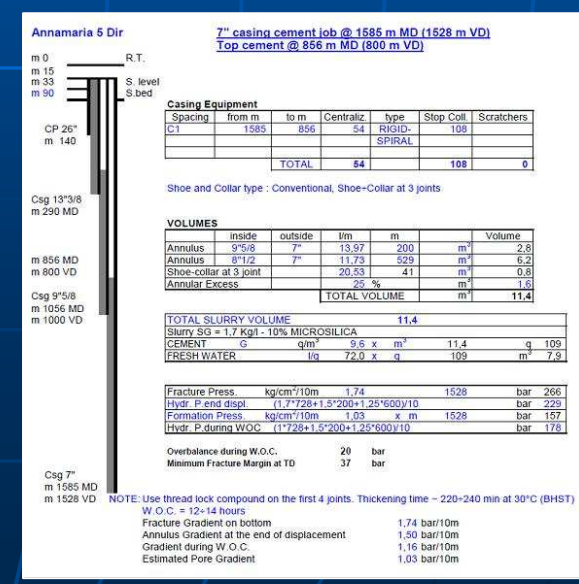 Annamaria 5 Dir
7" casing cement job @ 1585 m MD (1528 m VD)
Top cement @ 856 m MD (800 m VD)
m 0 R.T.
m 15
m 33 S. level
m 90 S.bed
CP 26"
m 140
Csg 13"3/8
m 290 MD
m 856 MD
m 800 VD
Csg 9"5/8
m 1056 MD
m 1000 VD
Csg 7"
m 1585 MD
m 1528 VD
Casing Equipment
Spacing from m to m Centraliz. type Stop Coll. Scratchers
C1 1585 856 54 RIGID- 108
SPIRAL
TOTAL 54 108 0
Shoe and Collar type : Conventional, Shoe÷Collar at 3 joints
VOLUMES
inside outside l/m m Volume
Annulus 9"5/8 7" 13,97 200 m³ 2,8
Annulus 8"1/2 7" 11,73 529 m³ 6,2
Shoe-collar at 3 joint 20,53 41 m³ 0,8
Annular Excess 25 % m³ 1,6
TOTAL VOLUME m³ 11,4
TOTAL SLURRY VOLUME 11,4
Slurry SG = 1,7 Kg/l - 10% MICROSILICA
CEMENT G q/m³ 9,6 x m³ 11,4 q 109
FRESH WATER l/q 72,0 x q 109 m³ 7,9
Fracture Press. kg/cm²/10m 1,74 1528 bar 266
Hydr. P.end displ. (1,7*728+1,5*200+1,25*600)/10 bar 229
Formation Press. kg/cm²/10m 1,03 x m 1528 bar 157
Hydr. P.during WOC (1*728+1,5*200+1,25*600)/10 bar 178
Overbalance during W.O.C. 20 bar
Minimum Fracture Margin at TD 37 bar
NOTE: Use thread lock compound on the first 4 joints. Thickening time ~ 220÷240 min at 30°C (BHST)
W.O.C. = 12÷14 hours
Fracture Gradient on bottom 1,74 bar/10m
Annulus Gradient at the end of displacement 1,50 bar/10m
Gradient during W.O.C. 1,16 bar/10m
Estimated Pore Gradient 1,03 bar/10m